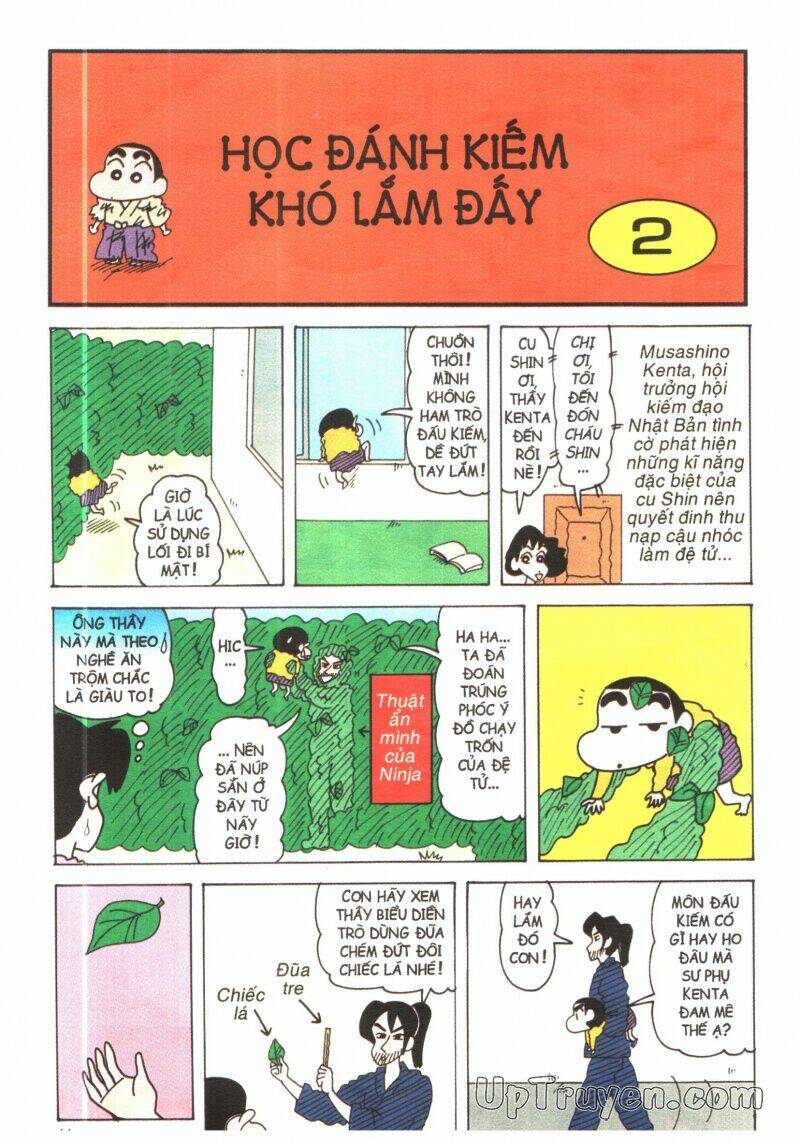 HỌC ĐÁNH KIẾM
KHÓ LẮM ĐẤY
2
Musashino
Kenta, hội
trưởng hội
kiếm đạo
Nhật Bản tình
cờ phát hiện
những kĩ năng
đặc biệt của
cu Shin nên
quyết đinh thu
nạp cậu nhóc
làm đệ tử...
CHỊ
ƠI,
TÔI
ĐẾN
ĐÓN
CHÁU
SHIN
...
CU
SHIN
ƠI,
THẦY
KENTA
ĐẾN
RỒI
NÈ!
CHUỒN
THÔI!
MÌNH
KHÔNG
HAM TRÒ
ĐẤU KIẾM,
DỄ ĐỨT
TAY LẮM!
GIỜ
LÀ LÚC
SỬ DỤNG
LỐI ĐI BÍ
MẬT!
HA HA...
TA ĐÃ
ĐOÁN
TRÚNG
PHÓC Ý
ĐỒ CHẠY
TRỐN
CỦA ĐỆ
TỬ...
Thuật
ẩn
mình
của
Ninja
... NÊN
ĐÃ NÚP
SẴN Ở
ĐÂY TỪ
NÃY
GIỜ!
HIC
...
ÔNG THẦY
NÀY MÀ THEO
NGHỀ ĂN
TRỘM CHẮC
LÀ GIÀU TO!
MÔN ĐẤU
KIẾM CÓ
GÌ HAY HO
ĐÂU MÀ
SƯ PHỤ
KENTA
ĐAM MÊ
THẾ Ạ?
HAY
LẮM
ĐÓ
CON!
CON HÃY XEM
THẦY BIỂU DIỄN
TRÒ DÙNG ĐŨA
CHÉM ĐỨT ĐÔI
CHIẾC LÁ NHÉ!
Đũa
tre
Chiếc
lá
UpTruyen.com